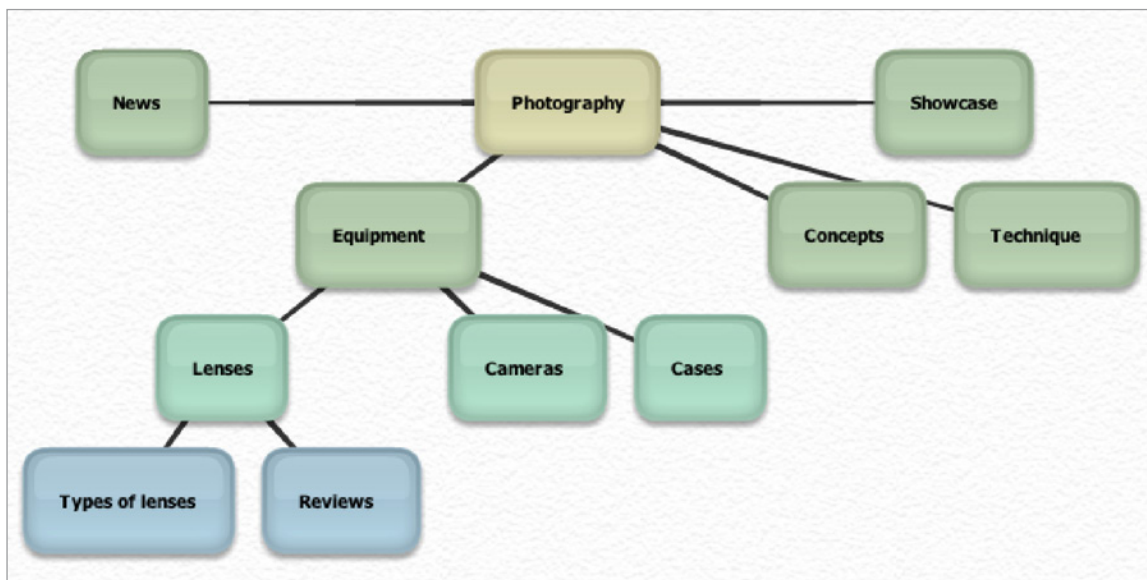 News
Photography
Showcase
Equipment
Concepts
Technique
Lenses
Cameras
Cases
Types of lenses
Reviews